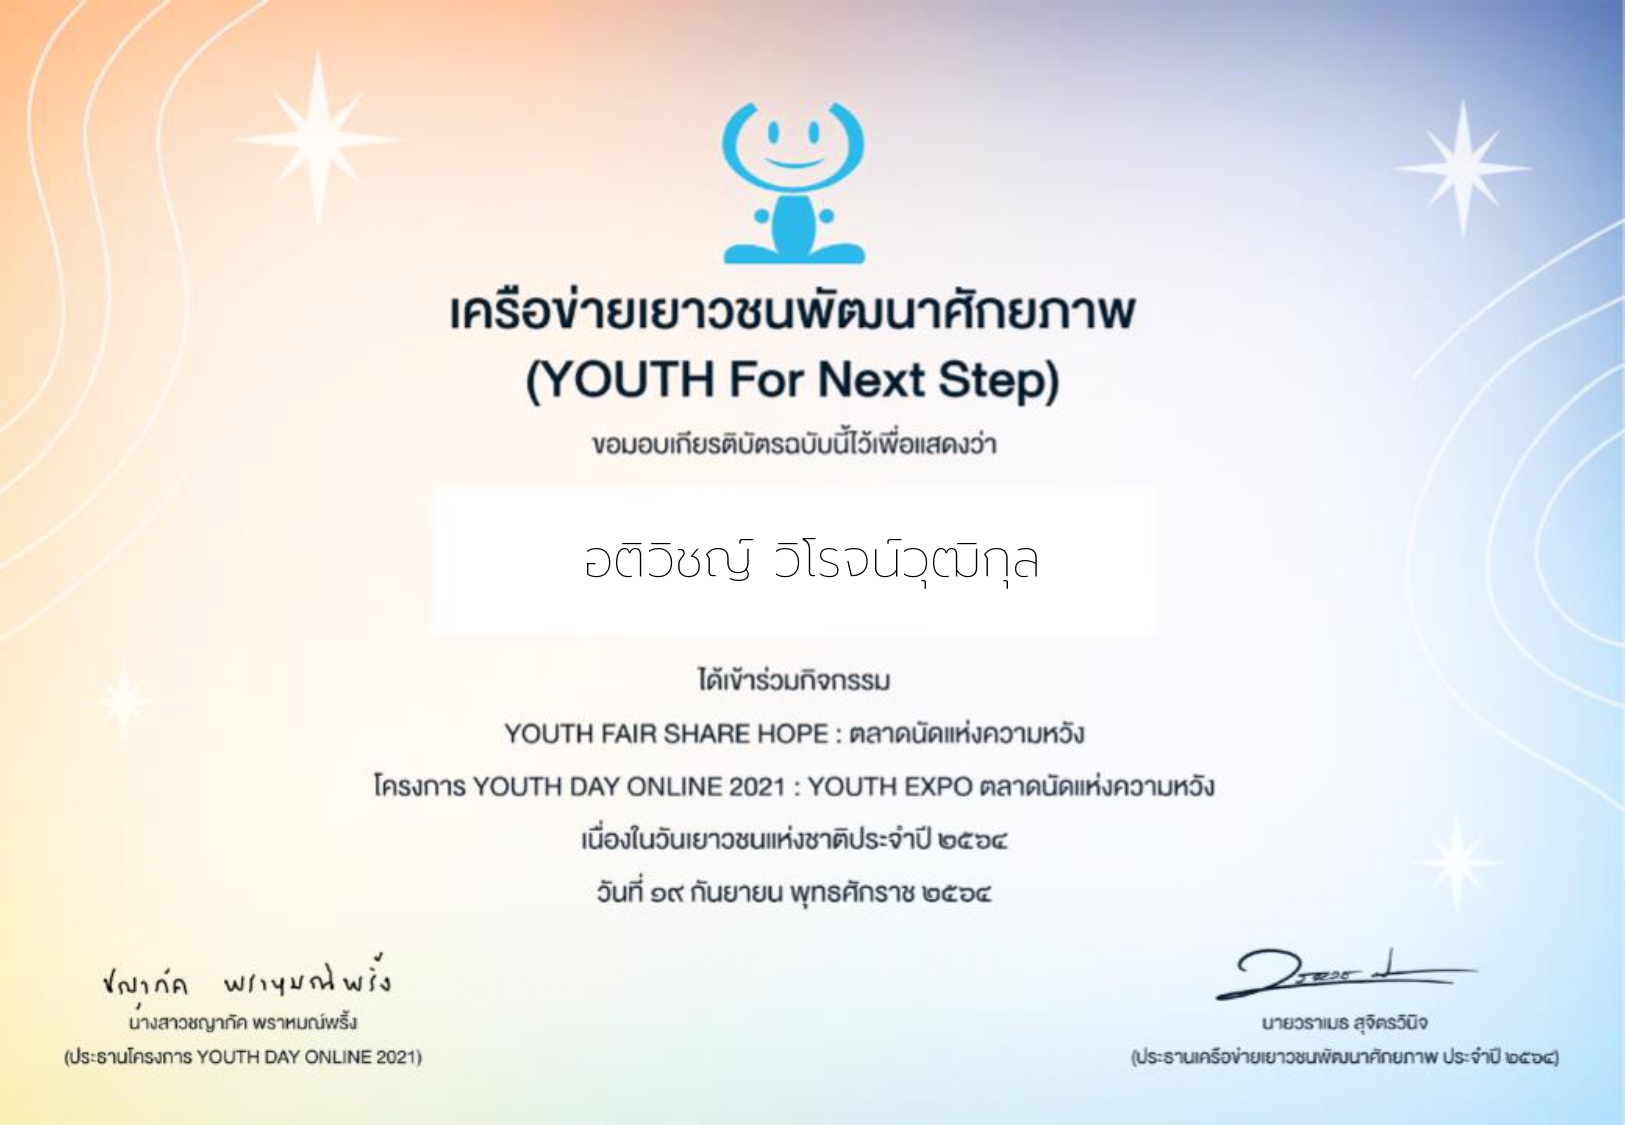 เครือข่ายเยาวชนพัฒนาศักยภาพ
(YOUTH For Next Step)
ขอมอบเกียรติบัตรฉบับนี้ไว้เพื่อแสดงว่า
อติวิชญ์ วิโรจน์วุฒิกุล
ได้เข้าร่วมกิจกรรม
YOUTH FAIR SHARE HOPE : ตลาดนัดแห่งความหวัง
โครงการ YOUTH DAY ONLINE 2021 : YOUTH EXPO ตลาดนัดแห่งความหวัง
เนื่องในวันเยาวชนแห่งชาติประจำปี ๒๕๖๔
วันที่ ๑๙ กันยายน พุทธศักราช ๒๕๖๔
ชญาภัค พราหมณ์พริ้ง
นางสาวชญาภัค พราหมณ์พริ้ง
(ประธานโครงการ YOUTH DAY ONLINE 2021)
นายวราเมธ สุจิตรวินิจ
(ประธานเครือข่ายเยาวชนพัฒนาศักยภาพ ประจำปี ๒๕๖๔)